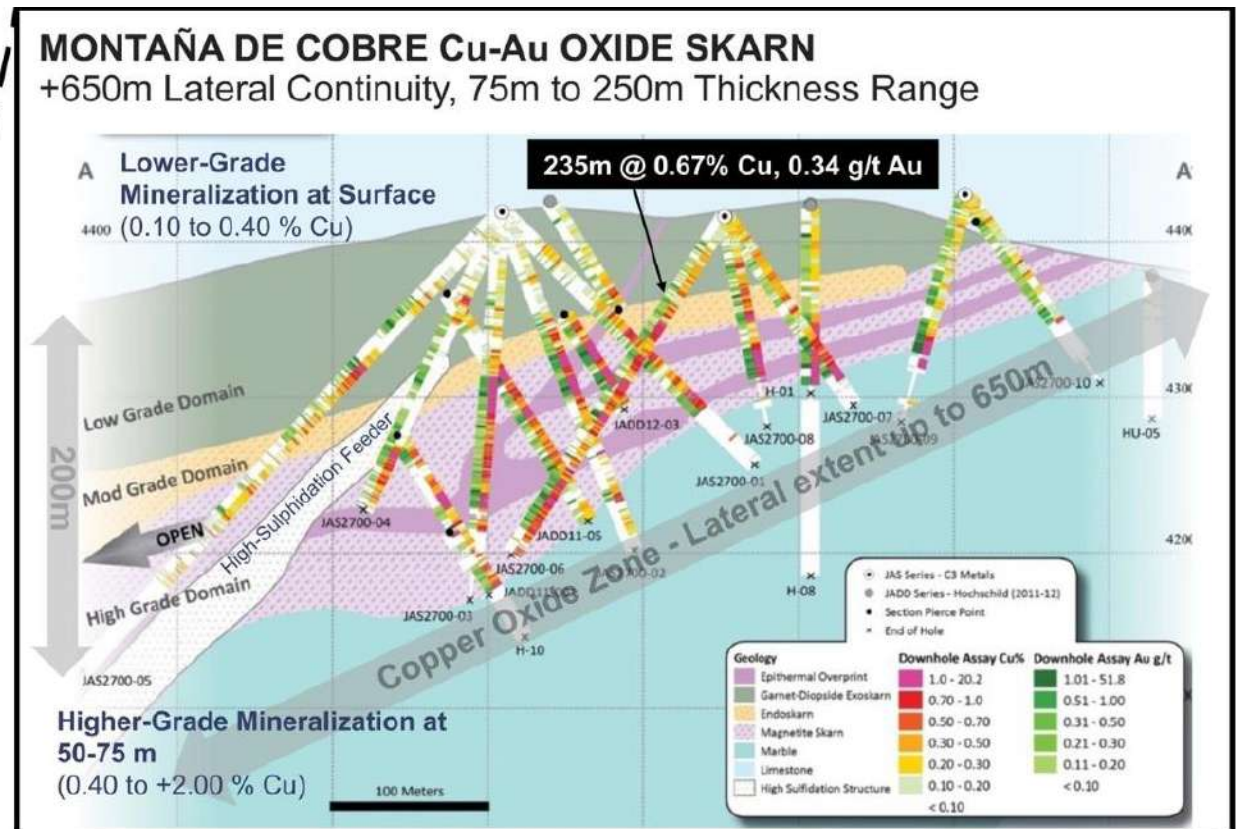 MONTAÑA DE COBRE Cu-Au OXIDE SKARN
+650m Lateral Continuity, 75m to 250m Thickness Range
A
Lower-Grade
Mineralization at Surface
(0.10 to 0.40 % Cu)
235m @ 0.67% Cu, 0.34 g/t Au
A'
4400
440
430
420
200m
Low Grade Domain
Mod Grade Domain
High Grade Domain
OPEN
High-Sulphidation Feeder
Copper Oxide Zone - Lateral extent up to 650m
JAS2700-04
JADD12-03
H-01
JAS2700-07
JAS2700-08
JAS2700-01
JAS2700-10
HU-05
JADD11-05
JAS2700-06
JAS2700-03
H-10
H-08
JAS2700-05
Higher-Grade Mineralization at
50-75 m
(0.40 to +2.00 % Cu)
100 Meters
JAS Series - C3 Metals
JADD Series - Hochschild (2011-12)
Section Pierce Point
End of Hole
Geology
Epithermal Overprint
Garnet-Diopside Exoskarn
Endoskarn
Magnetite Skarn
Marble
Limestone
High Sulfidation Structure
Downhole Assay Cu%
1.0 - 20.2
0.70 - 1.0
0.50 - 0.70
0.30 - 0.50
0.20 - 0.30
0.10 - 0.20
< 0.10
Downhole Assay Au g/t
1.01 - 51.8
0.51 - 1.00
0.31 - 0.50
0.21 - 0.30
0.11 - 0.20
< 0.10